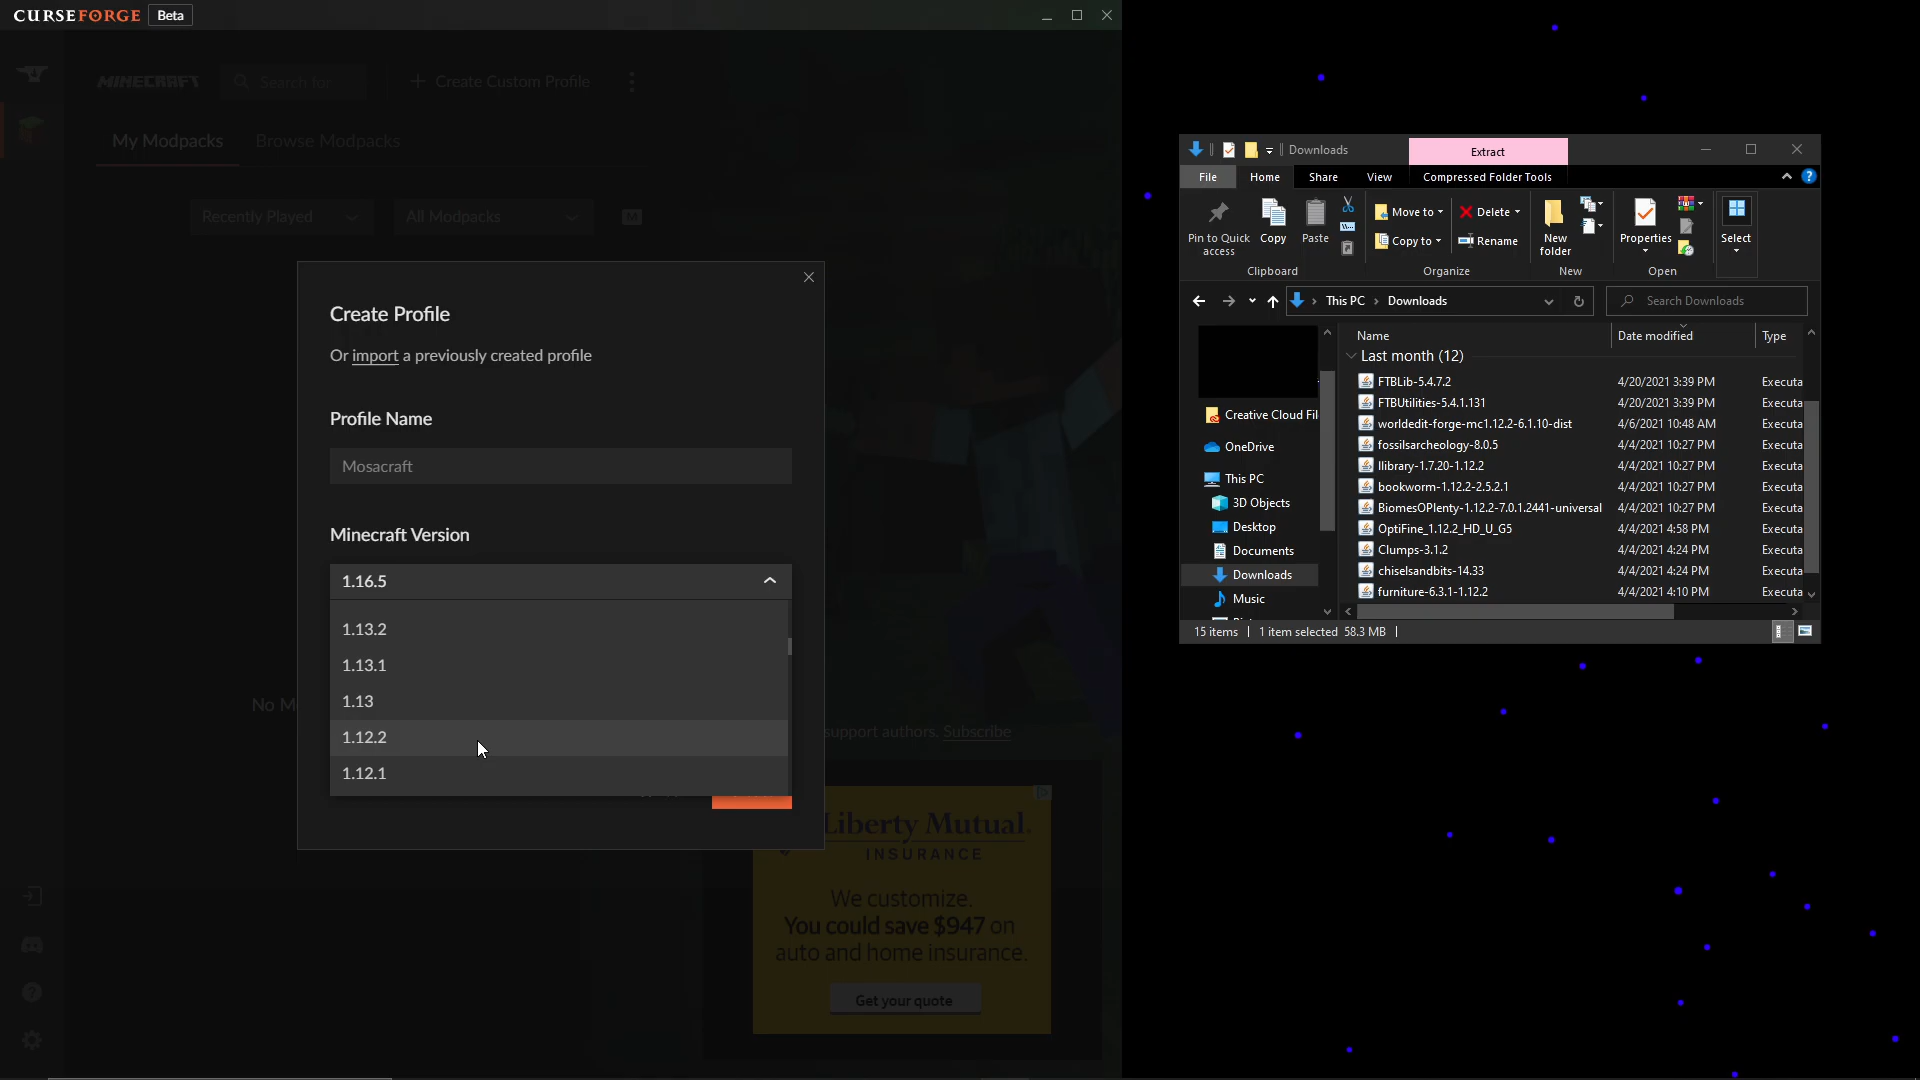 CURSEFORGE Beta
MINECRAFT
Search for
Create Custom Profile
My Modpacks
Browse Modpacks
Recently Played
All Modpacks
Create Profile
Or import a previously created profile
Profile Name
Mosacraft
Minecraft Version
1.16.5
1.13.2
1.13.1
1.13
1.12.2
1.12.1
No M
support authors. Subscribe
Liberty Mutual.
INSURANCE
We customize.
You could save $947 on
auto and home insurance.
Get your quote
Downloads
Extract
File
Home
Share
View
Compressed Folder Tools
Pin to Quick
access
Copy
Paste
Move to
Copy to
Delete
Rename
New
folder
Properties
Select
Clipboard
Organize
New
Open
This PC
Downloads
Search Downloads
Name
Date modified
Type
Last month (12)
FTBLib-5.4.7.2 4/20/2021 3:39 PM Executa
FTBUtilities-5.4.1.131 4/20/2021 3:39 PM Executa
worldedit-forge-mc1.12.2-6.1.10-dist 4/6/2021 10:48 AM Executa
fossilsarcheology-8.0.5 4/4/2021 10:27 PM Executa
llibrary-1.7.20-1.12.2 4/4/2021 10:27 PM Executa
bookworm-1.12.2-2.5.2.1 4/4/2021 10:27 PM Executa
BiomesOPlenty-1.12.2-7.0.1.2441-universal 4/4/2021 10:27 PM Executa
OptiFine_1.12.2_HD_U_G5 4/4/2021 4:58 PM Executa
Clumps-3.1.2 4/4/2021 4:24 PM Executa
chiselsandbits-14.33 4/4/2021 4:24 PM Executa
furniture-6.3.1-1.12.2 4/4/2021 4:10 PM Executa
Creative Cloud Fil
OneDrive
This PC
3D Objects
Desktop
Documents
Downloads
Music
15 items
1 item selected 58.3 MB